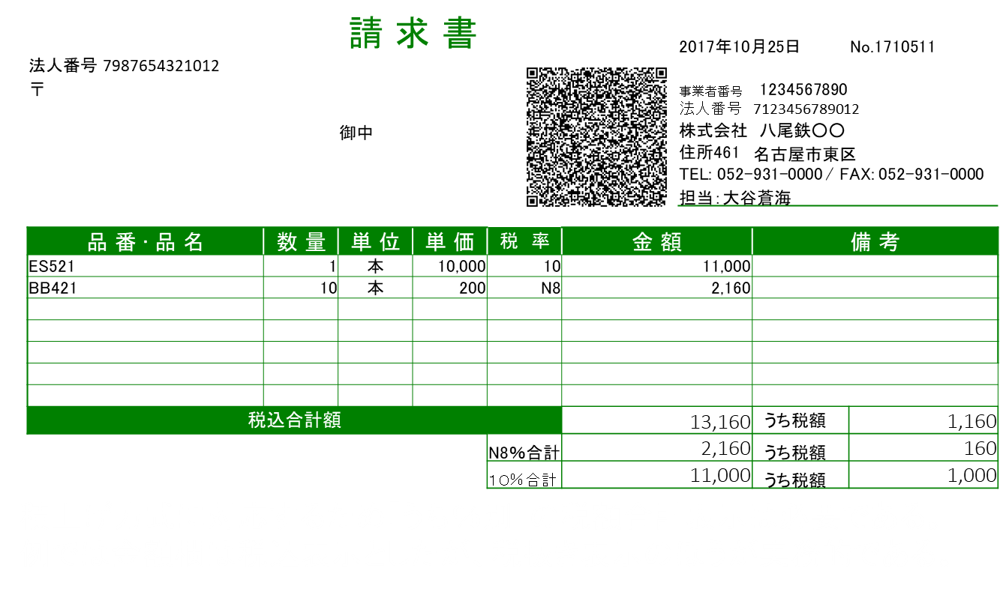 請求書
2017年10月25日 No.1710511
法人番号 7987654321012
〒
御中
事業者番号 1234567890
法人番号 7123456789012
株式会社 八尾鉄〇〇
住所461 名古屋市東区
TEL: 052-931-0000/ FAX: 052-931-0000
担当:大谷蒼海
品番・品名 数量 単位 単価 税率 金額 備考
ES521 1 本 10,000 10 11,000
BB421 10 本 200 N8 2,160
税込合計額 13,160 うち税額 1,160
N8%合計 2,160 うち税額 160
10%合計 11,000 うち税額 1,000